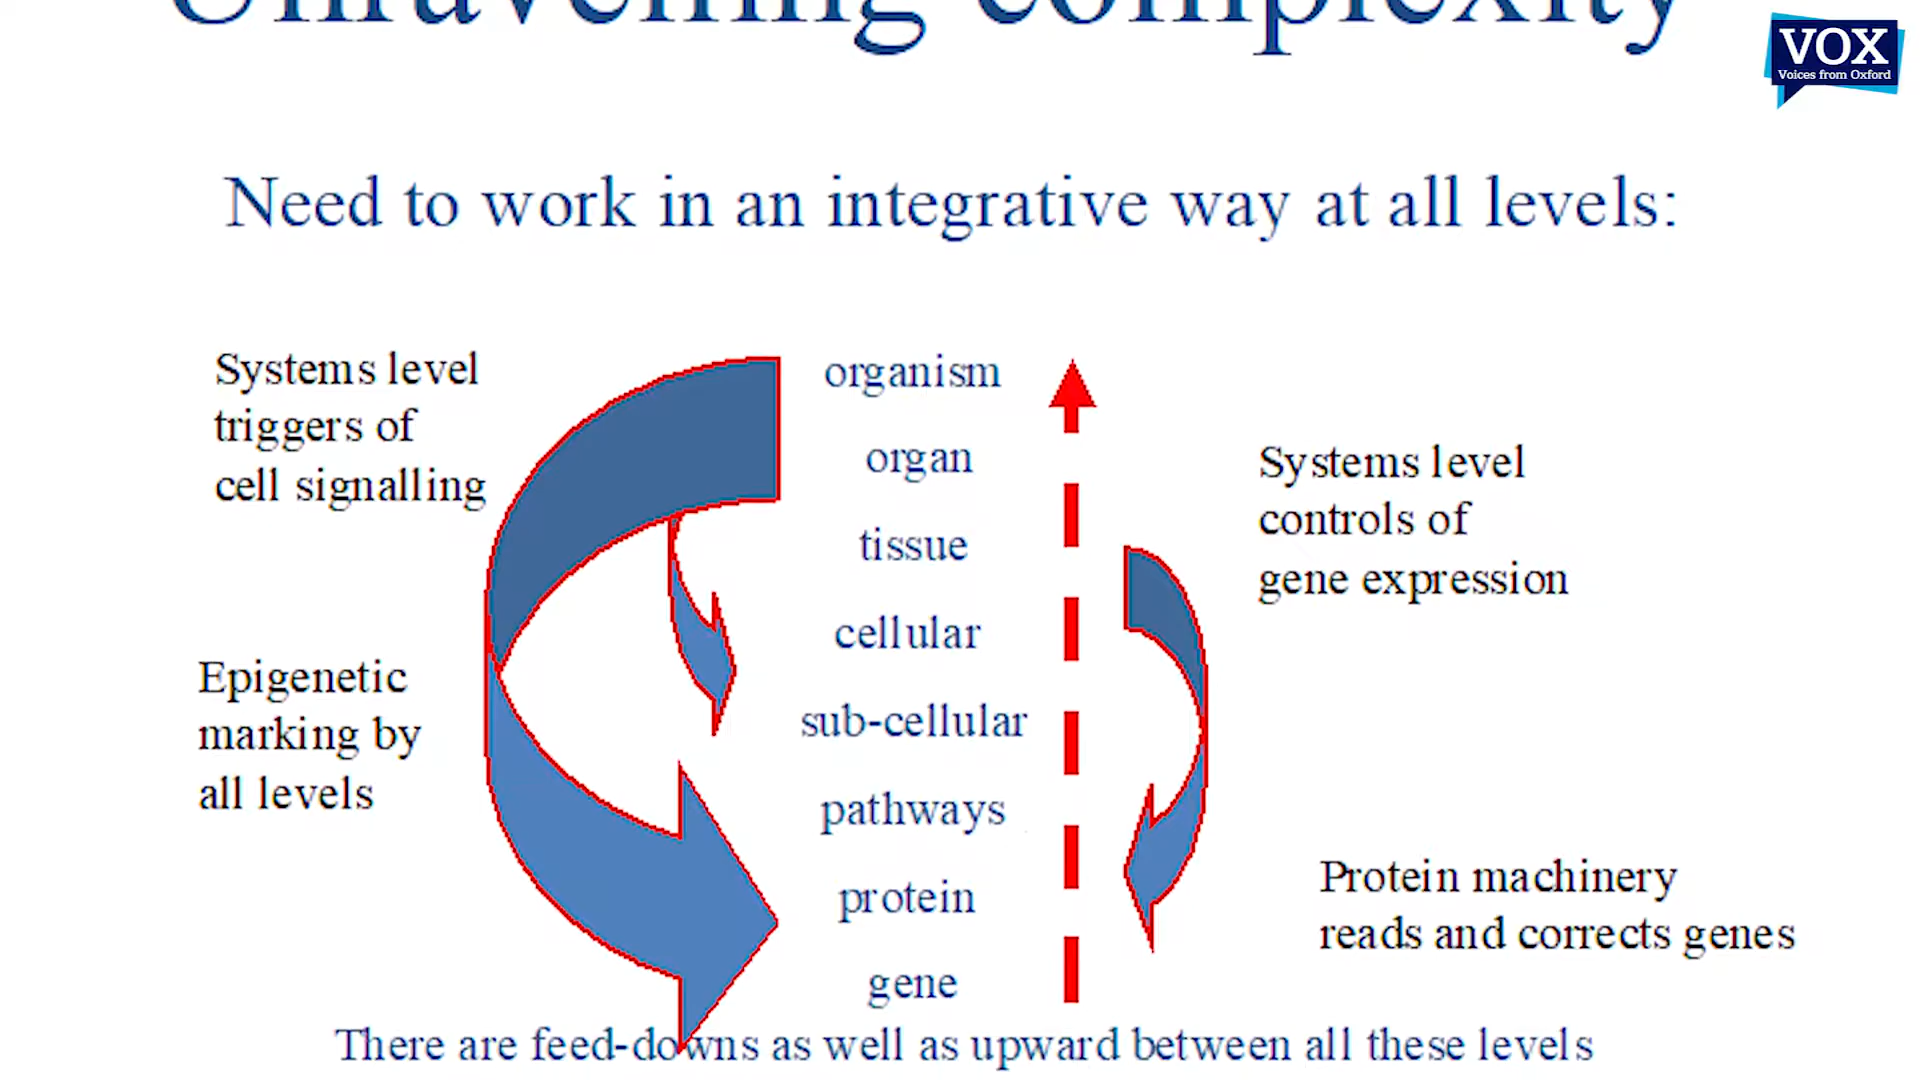 Unravelling complexity
VOX
Voices from Oxford
Need to work in an integrative way at all levels:
Systems level
triggers of
cell signalling
Epigenetic
marking by
all levels
organism
organ
tissue
cellular
sub-cellular
pathways
protein
gene
Systems level
controls of
gene expression
Protein machinery
reads and corrects genes
There are feed-downs as well as upward between all these levels